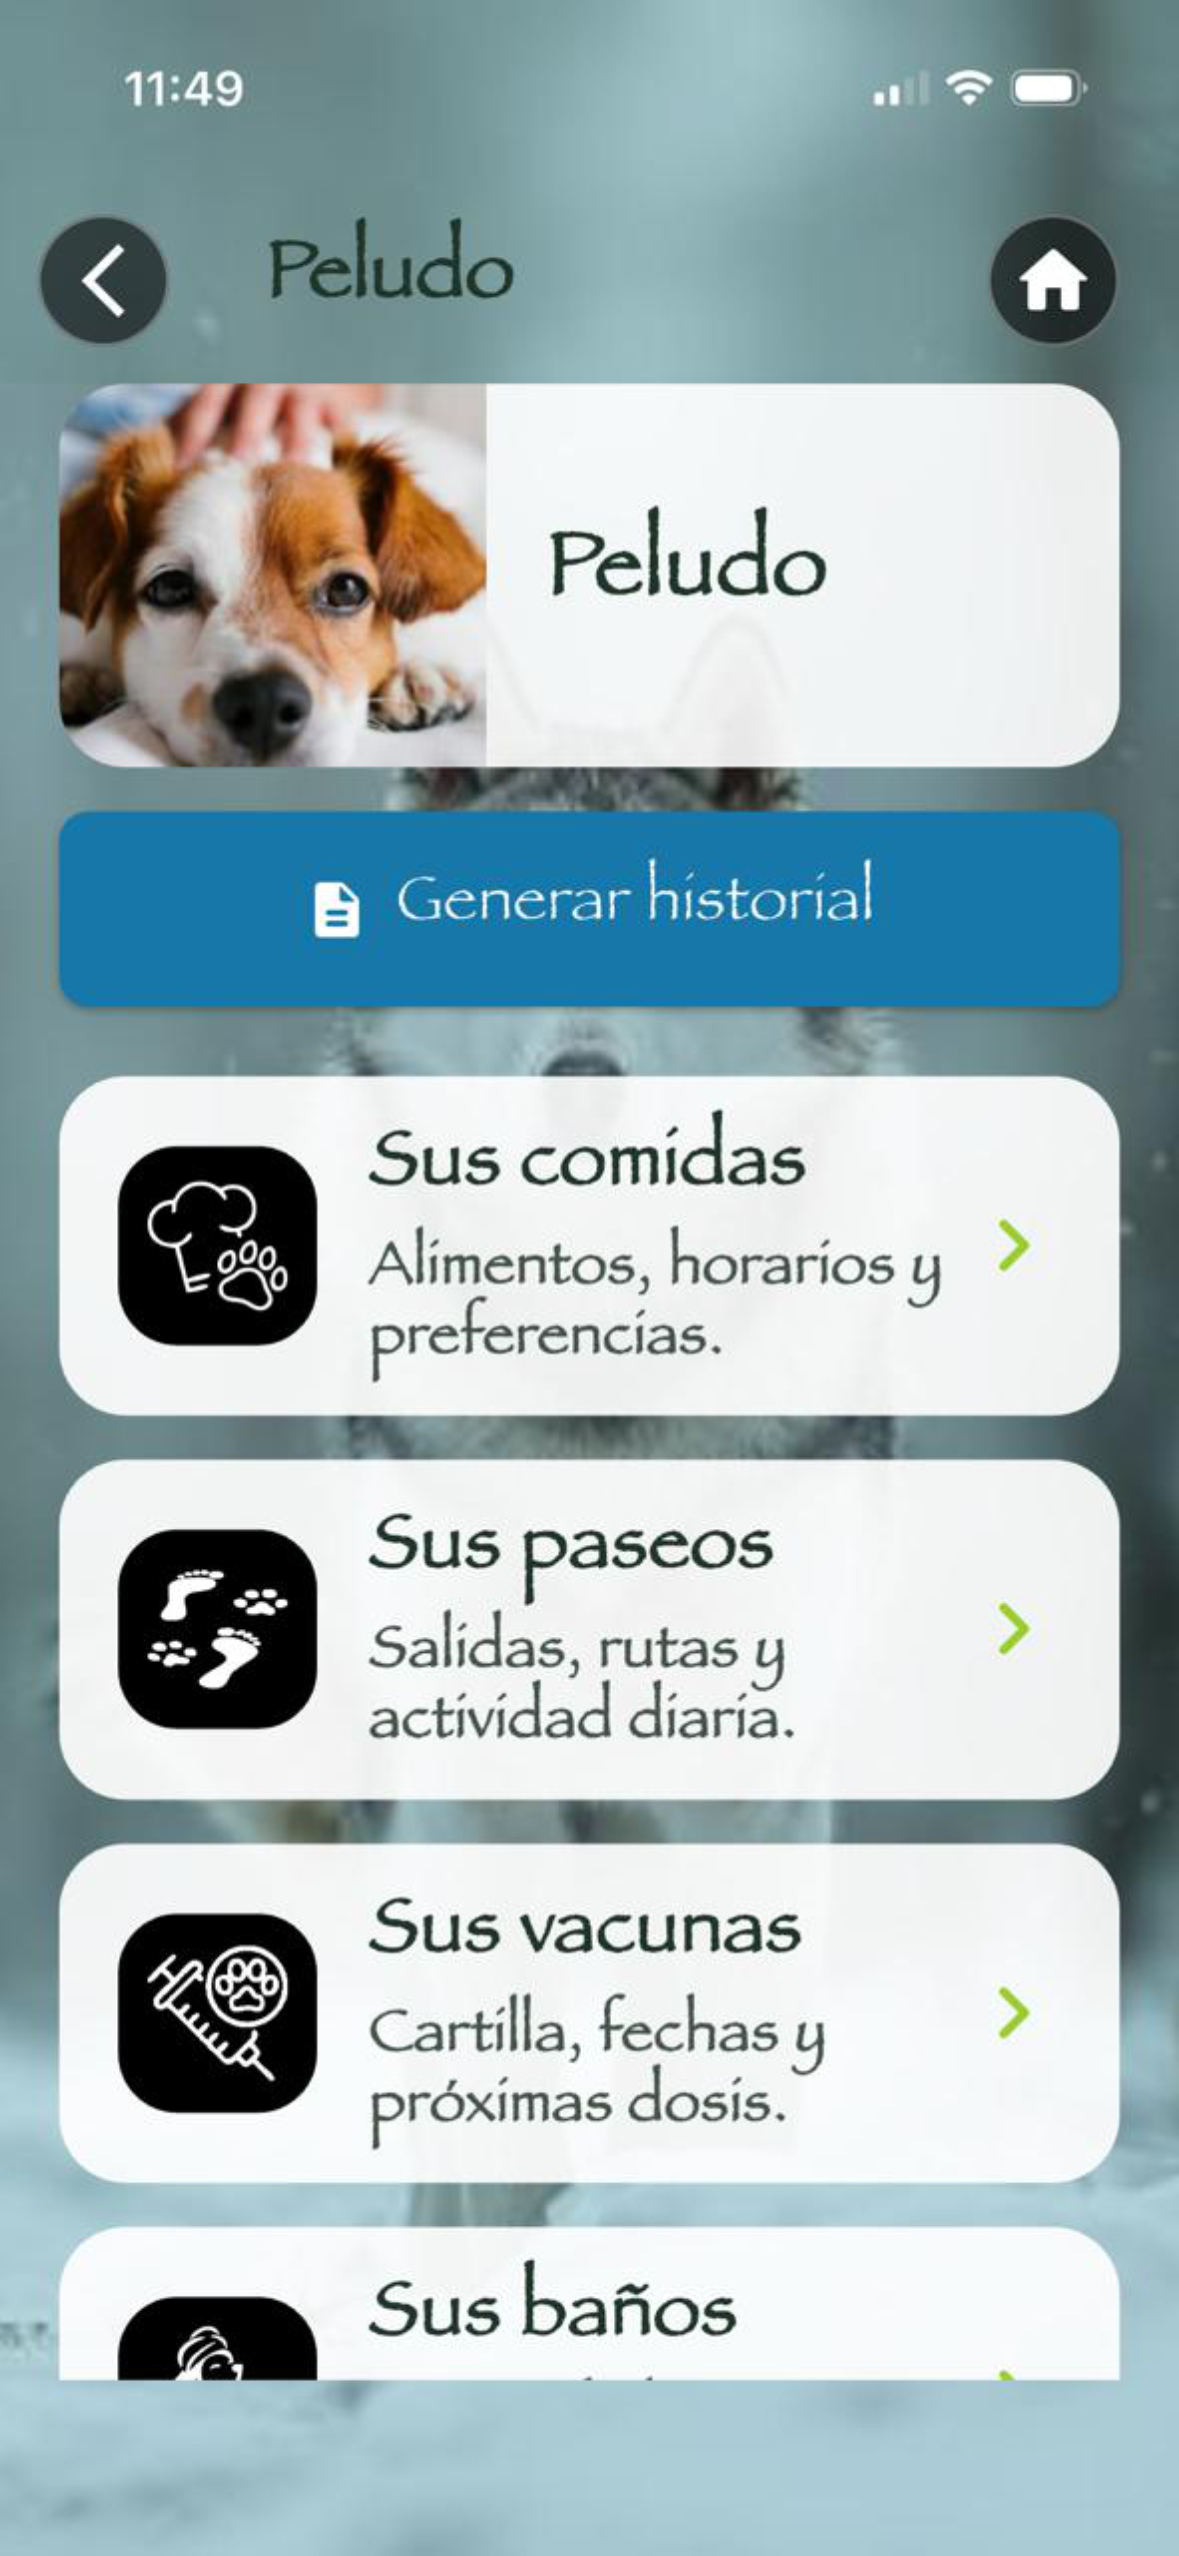 11:49
Peludo
Peludo
Generar historial
Sus comidas
Alimentos, horarios y
preferencias.
Sus paseos
Salidas, rutas y
actividad diaria.
Sus vacunas
Cartilla, fechas y
próximas dosis.
Sus baños